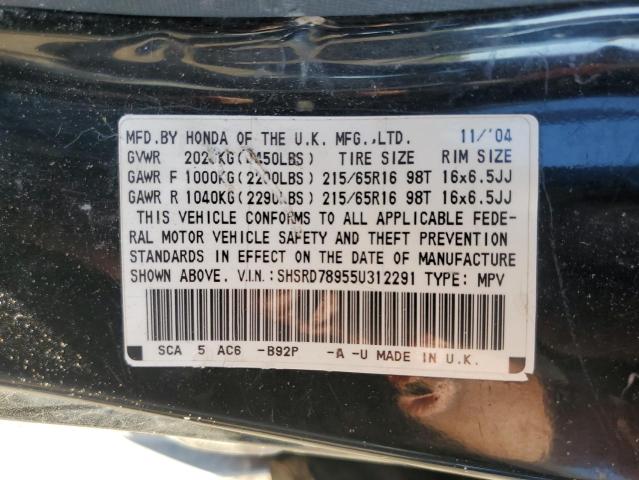 MFD.BY HONDA OF THE U.K. MFG.,LTD. 11/'04
GVWR TIRE SIZE RIM SIZE
GAWR F 1000KG(2200LBS) 215/65R16 98T 16x6.5JJ
GAWR R 1040KG(2290LBS) 215/65R16 98T 16x6.5JJ
THIS VEHICLE CONFORMS TO ALL APPLICABLE FEDE-
RAL MOTOR VEHICLE SAFETY AND THEFT PREVENTION
STANDARDS IN EFFECT ON THE DATE OF MANUFACTURE
SHOWN ABOVE. V.I.N.:SHSRD78955U312291 TYPE: MPV
SCA 5 AC6 -B92P -A -U MADE IN U.K.